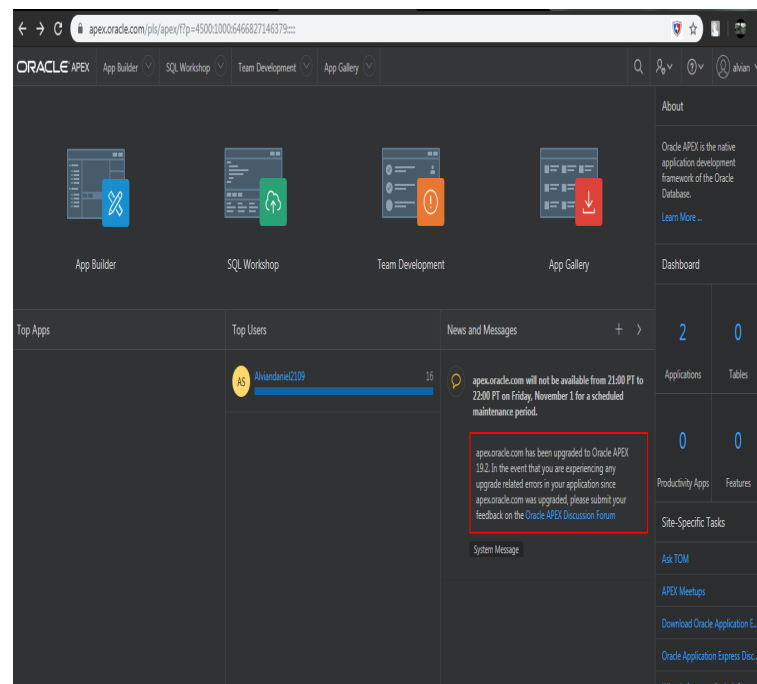 apex.oracle.com/pls/apex/f?p=4500:1000:6466827146379:::::
ORACLE APEX App Builder SQL Workshop Team Development App Gallery alvian
App Builder
SQL Workshop
Team Development
App Gallery
About
Oracle APEX is the native
application development
framework of the Oracle
Database.
Learn More ...
Dashboard
2
Applications
0
Tables
0
Productivity Apps
0
Features
Top Apps
Top Users
AS Alviandaniel2109 16
News and Messages
apex.oracle.com will not be available from 21:00 PT to
22:00 PT on Friday, November 1 for a scheduled
maintenance period.
apex.oracle.com has been upgraded to Oracle APEX
19.2. In the event that you are experiencing any
upgrade related errors in your application since
apex.oracle.com was upgraded, please submit your
feedback on the Oracle APEX Discussion Forum
System Message
Site-Specific Tasks
Ask TOM
APEX Meetups
Download Oracle Application E...
Oracle Application Express Disc...